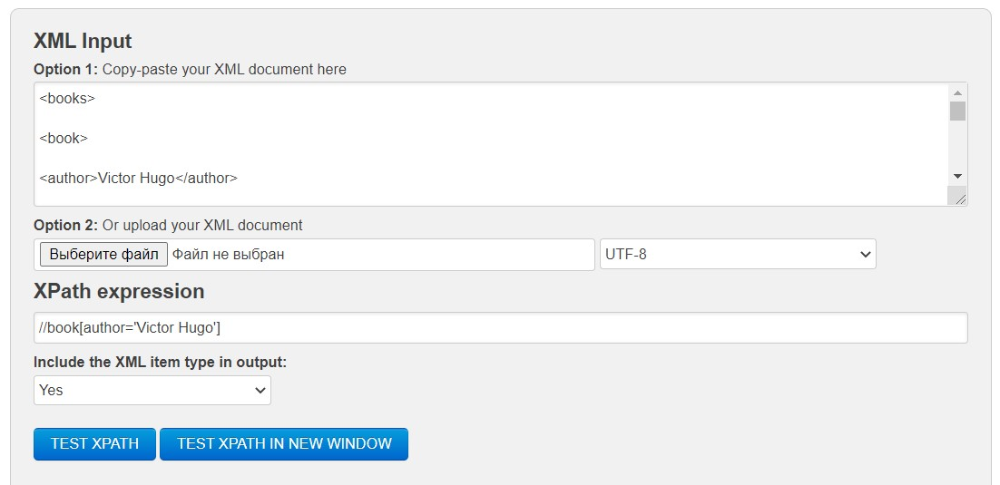 XML Input
Option 1: Copy-paste your XML document here
<books>
<book>
<author>Victor Hugo</author>
Option 2: Or upload your XML document
Выберите файл Файл не выбран UTF-8
XPath expression
//book[author='Victor Hugo']
Include the XML item type in output:
Yes
TEST XPATH TEST XPATH IN NEW WINDOW